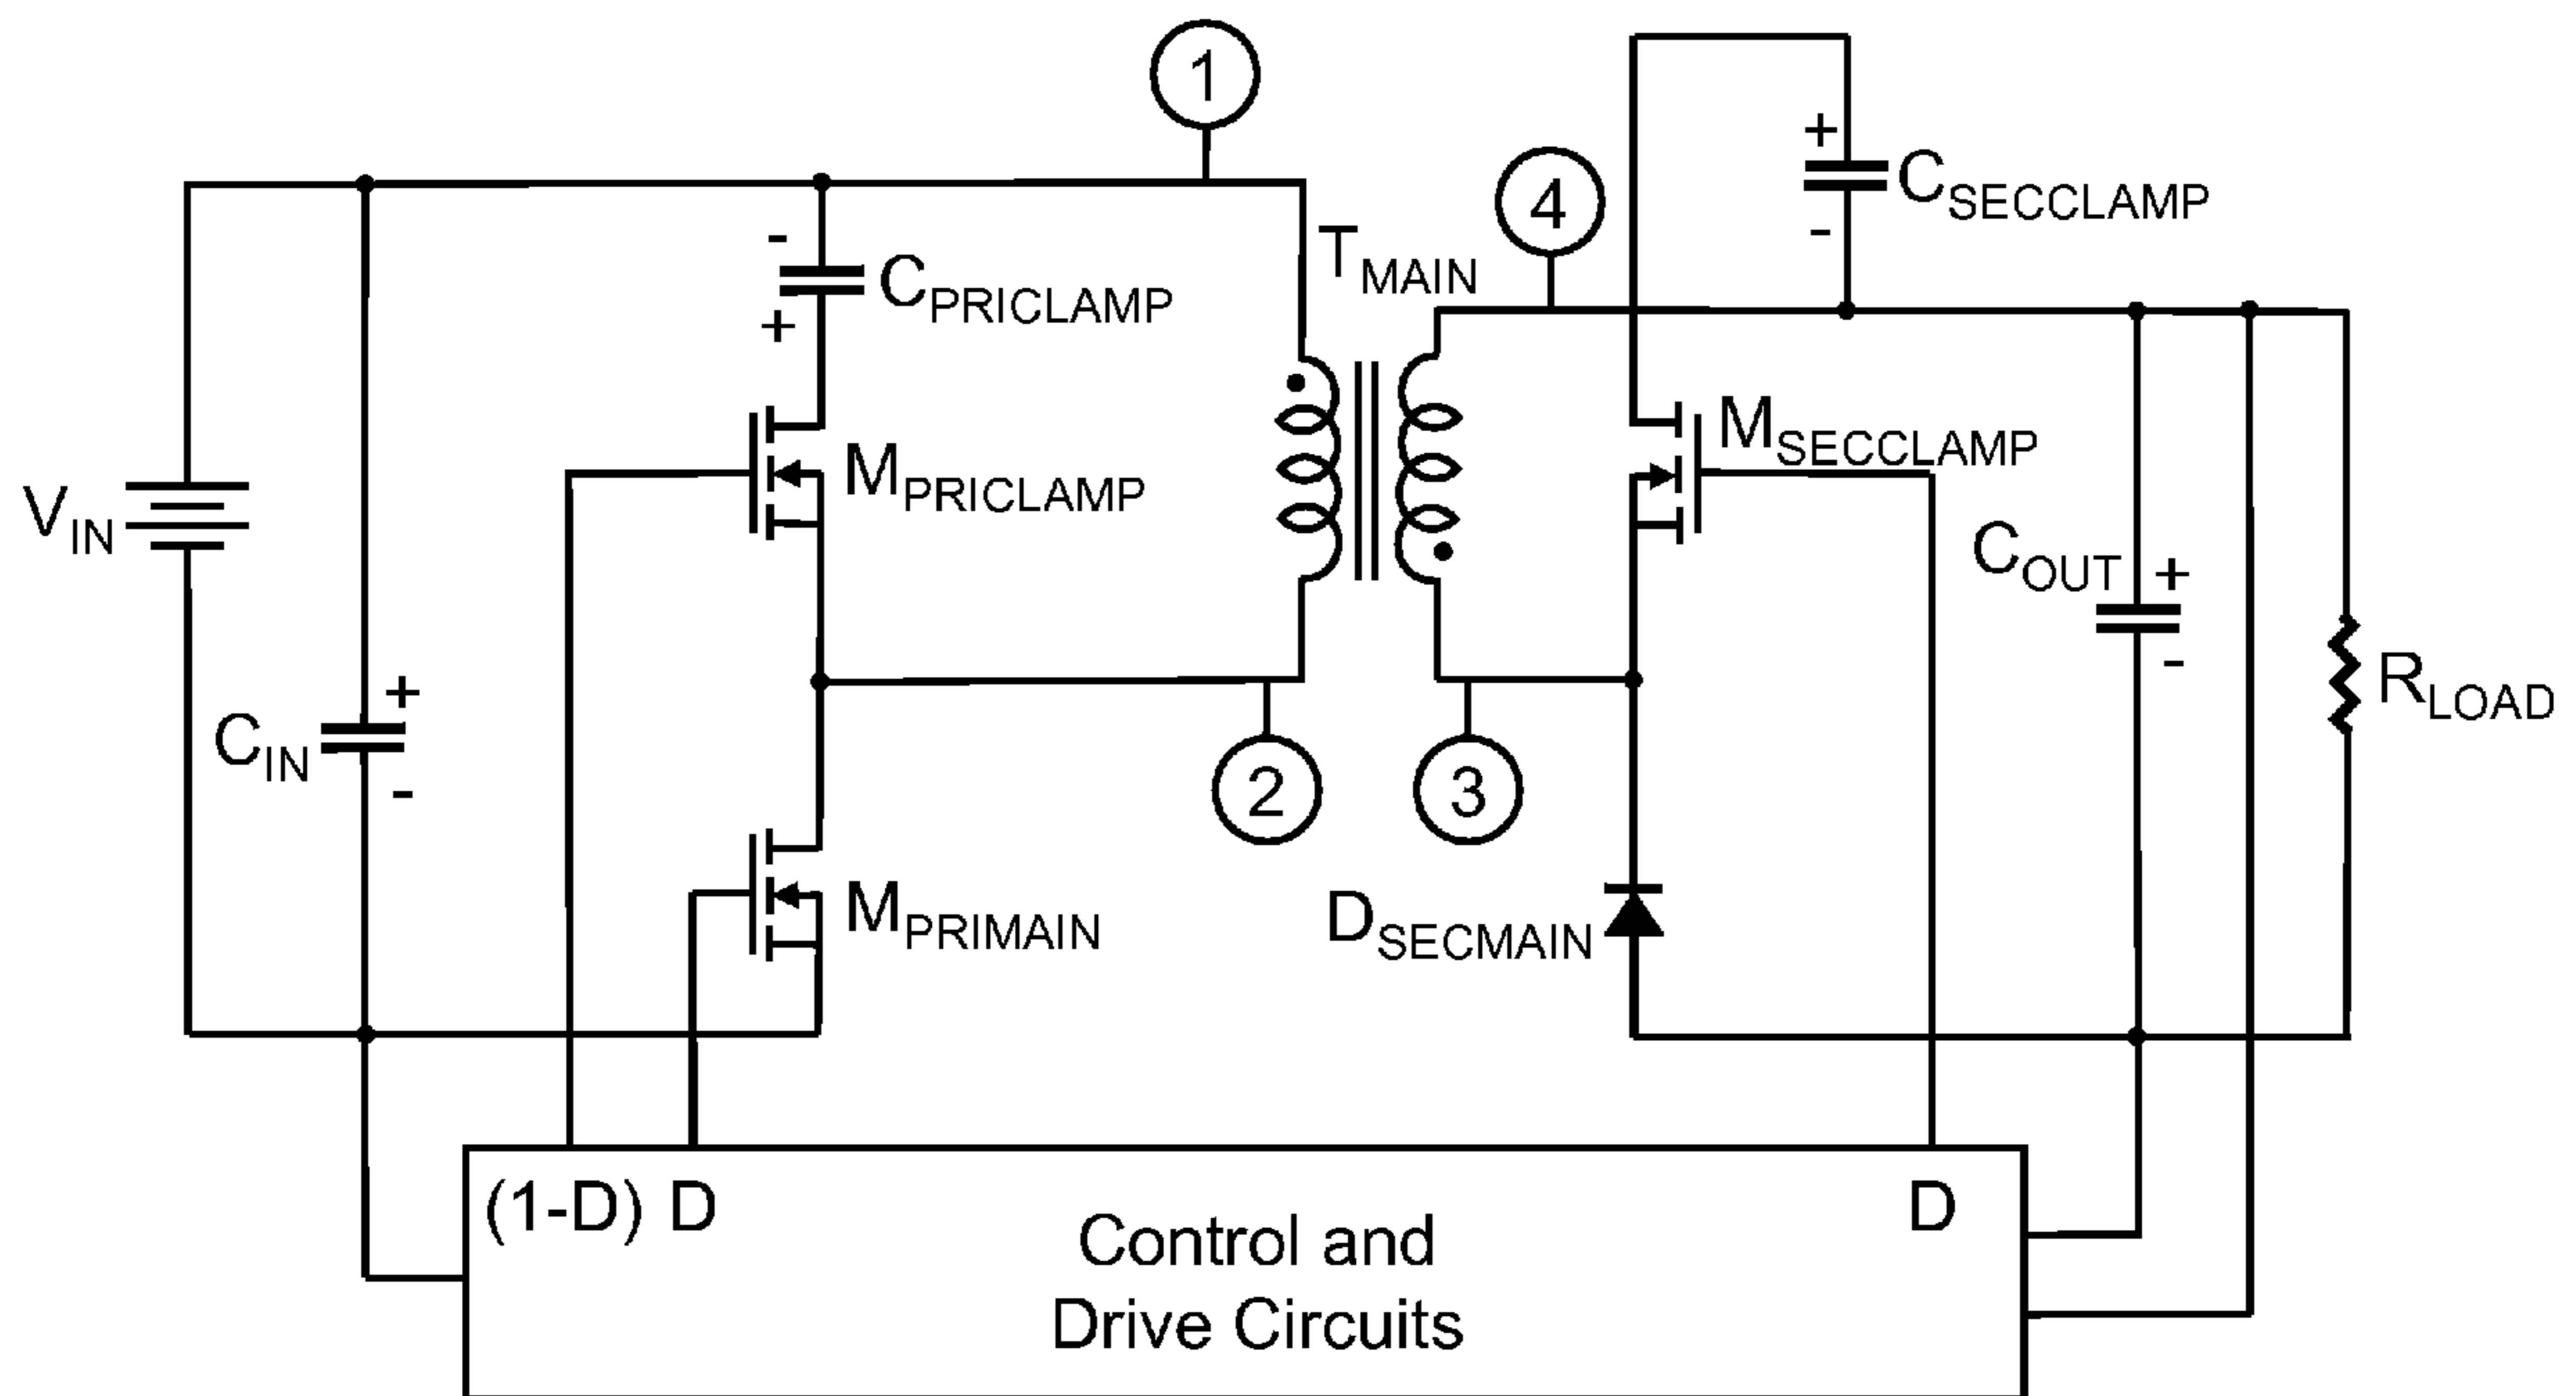 1
4
+
CSECCLAMP
-
TMAIN
-
CPRICLAMP
+
MSECCLAMP
MPRICLAMP
VIN
COUT
+
-
RLOAD
+
CIN
-
2
3
MPRIMAIN
DSECMAIN
(1-D) D
D
Control and
Drive Circuits